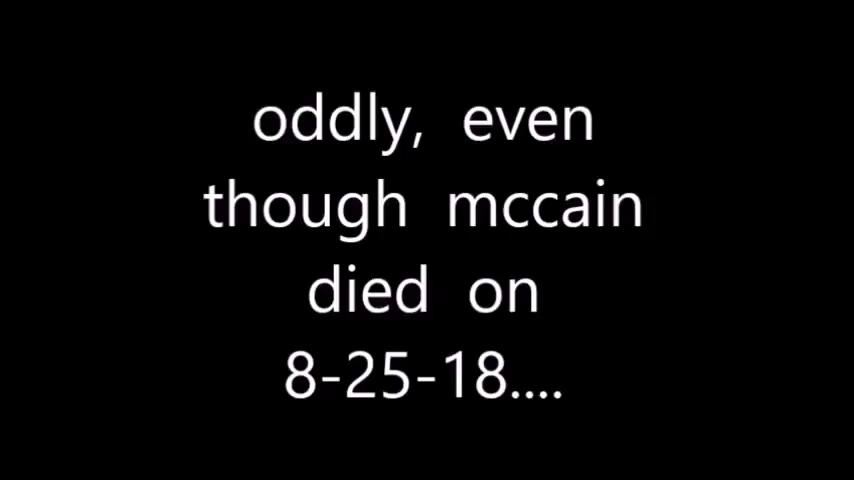 oddly, even
though mccain
died on
8-25-18....